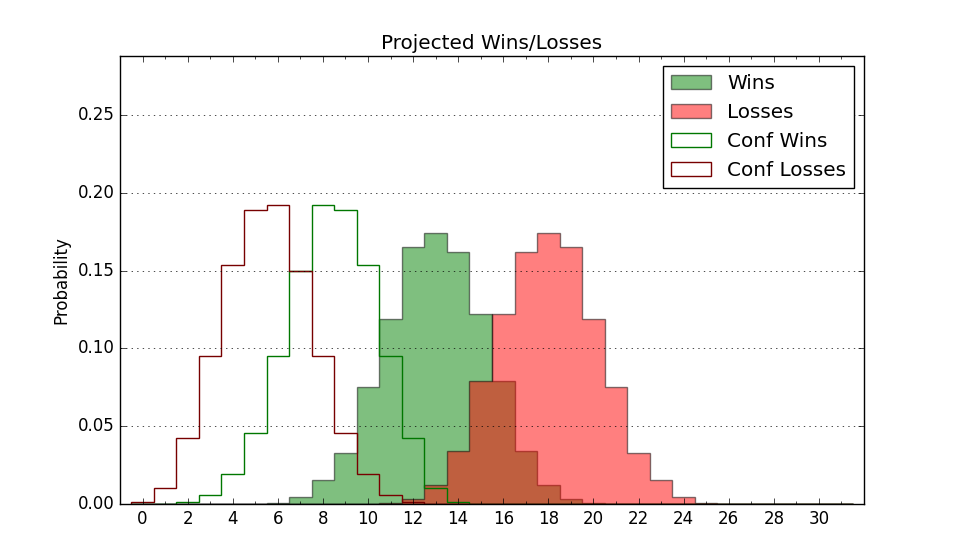 Projected Wins/Losses
Wins
Losses
Conf Wins
Conf Losses
0.25
0.20
0.15
0.10
0.05
0.00
Probability
0 2 4 6 8 10 12 14 16 18 20 22 24 26 28 30